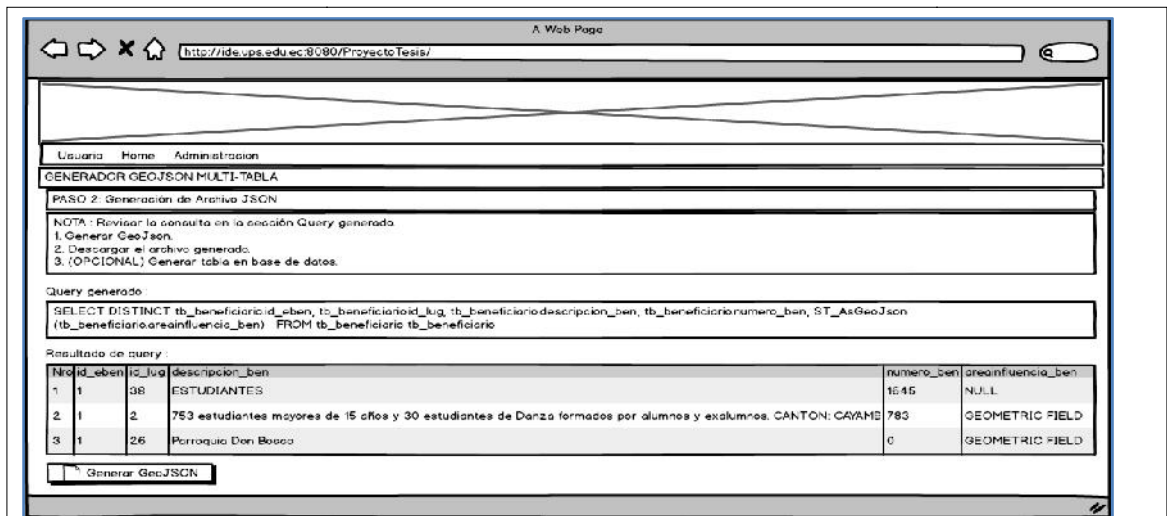 A Web Page
http://ide.ups.edu.ec:8080/ProyectoTesis/
Usuario Home Administracion
GENERADOR GEOJSON MULTI-TABLA
PASO 2: Generación de Archivo JSON
NOTA : Revisar la consulta en la sección Query generado
1. Generar GeoJson.
2. Descargar el archivo generado.
3. (OPCIONAL) Generar tabla en base de datos.
Query generado :
SELECT DISTINCT tb_beneficiario.id_eben, tb_beneficiario.id_lug, tb_beneficiario.descripcion_ben, tb_beneficiario.numero_ben, ST_AsGeoJson
(tb_beneficiario.areainfluencia_ben) FROM tb_beneficiario tb_beneficiario
Resultado de query :
Nro id_eben id_lug descripcion_ben numero_ben areainfluencia_ben
1 1 38 ESTUDIANTES 1645 NULL
2 1 2 753 estudiantes mayores de 15 años y 30 estudiantes de Danza formados por alumnos y exalumnos. CANTON: CAYAMB 783 GEOMETRIC FIELD
3 1 26 Parroquia Don Bosco 0 GEOMETRIC FIELD
Generar GeoJSON